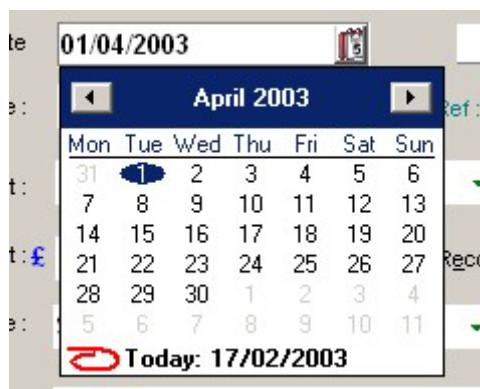 te 01/04/2003
April 2003
e: Ref:
Mon Tue Wed Thu Fri Sat Sun
31 1 2 3 4 5 6
t:
7 8 9 10 11 12 13
14 15 16 17 18 19 20
t:£ Reco
21 22 23 24 25 26 27
28 29 30 1 2 3 4
e:
5 6 7 8 9 10 11
Today: 17/02/2003